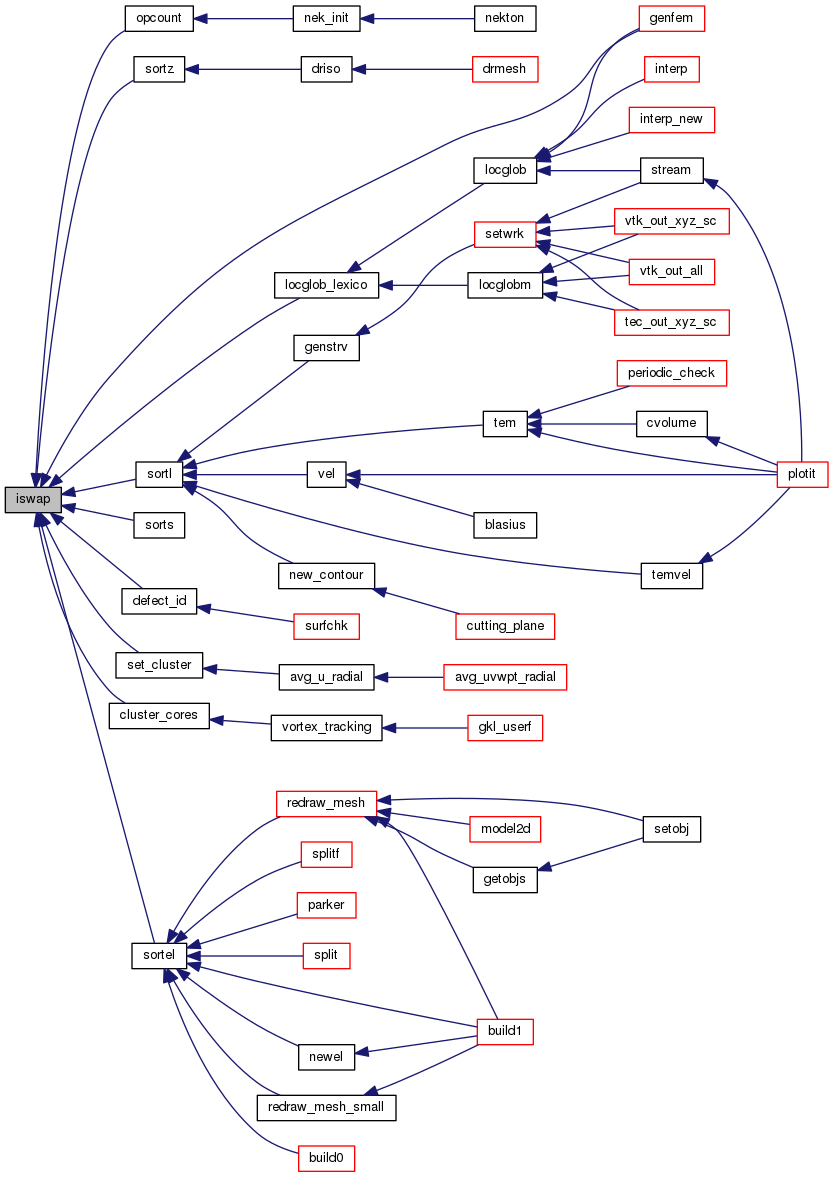 opcount
nek_init
nekton
genfem
sortz
driso
drmesh
interp
interp_new
locglob
stream
setwrk
vtk_out_xyz_sc
locglob_lexico
locglobm
vtk_out_all
genstrv
tec_out_xyz_sc
periodic_check
tem
cvolume
sortl
vel
plotit
iswap
sorts
blasius
new_contour
temvel
defect_id
surfchk
cutting_plane
set_cluster
avg_u_radial
avg_uvwpt_radial
cluster_cores
vortex_tracking
gkl_userf
redraw_mesh
model2d
setobj
splitf
getobjs
parker
sortel
split
build1
newel
redraw_mesh_small
build0